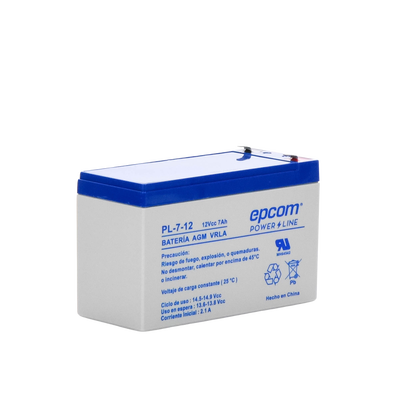 PL-7-12
12Vcc 7Ah
BATERÍA AGM VRLA
Precaución:
Riesgo de fuego, explosión, o quemaduras.
No desmontar, calentar por encima de 45°C
o incinerar.
Voltaje de carga constante ( 25°C )
Ciclo de uso : 14.5-14.9 Vcc
Uso en espera : 13.6-13.8 Vcc
Corriente inicial : 2.1 A
epcom®
POWER LINE
Pb
Hecho en China